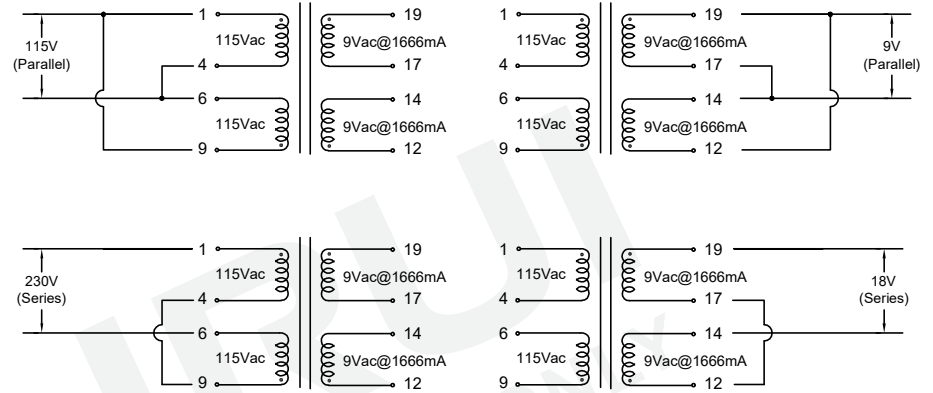 1 19 1 19
115V (Parallel) 115Vac 9Vac@1666mA 115Vac 9Vac@1666mA 9V (Parallel)
4 17 4 17
6 14 6 14
115Vac 9Vac@1666mA 115Vac 9Vac@1666mA
9 12 9 12
1 19 1 19
230V (Series) 115Vac 9Vac@1666mA 115Vac 9Vac@1666mA 18V (Series)
4 17 4 17
6 14 6 14
115Vac 9Vac@1666mA 115Vac 9Vac@1666mA
9 12 9 12